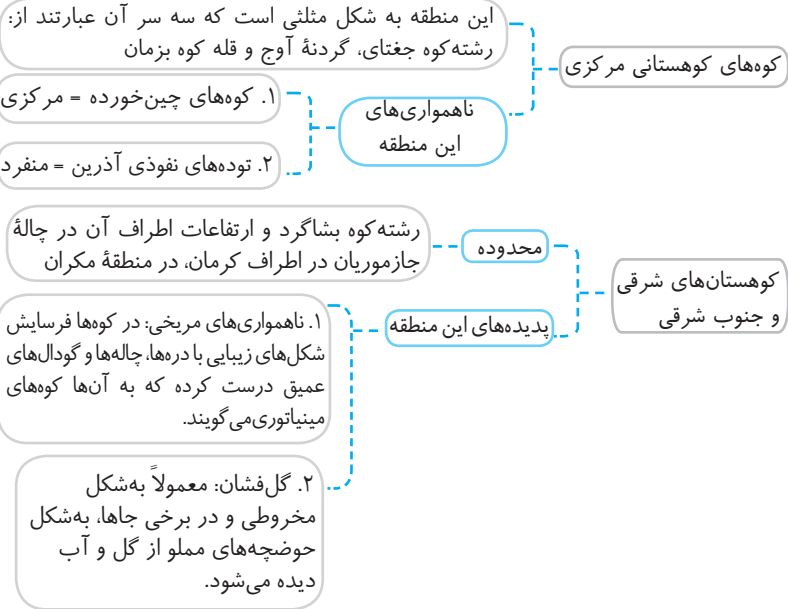 کوه‌های کوهستانی مرکزی
این منطقه به شکل مثلثی است که سه سر آن عبارتند از:
رشته‌کوه جغتای، گردنهٔ آوج و قله کوه بزمان
ناهمواری‌های
این منطقه
۱. کوه‌های چین‌خورده = مرکزی
۲. توده‌های نفوذی آذرین = منفرد
کوهستان‌های شرقی
و جنوب شرقی
محدوده
رشته‌کوه بشاگرد و ارتفاعات اطراف آن در چالهٔ
جازموریان در اطراف کرمان، در منطقهٔ مکران
پدیده‌های این منطقه
۱. ناهمواری‌های مریخی: در کوه‌ها فرسایش
شکل‌های زیبایی با دره‌ها، چاله‌ها و گودال‌های
عمیق درست کرده که به آن‌ها کوه‌های
مینیاتوری می‌گویند.
۲. گل‌فشان: معمولاً به‌شکل
مخروطی و در برخی جاها، به‌شکل
حوضچه‌های مملو از گل و آب
دیده می‌شود.